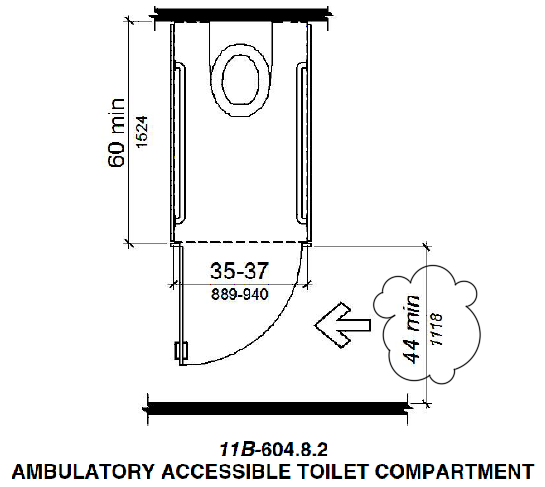 60 min
1524
35-37
889-940
44 min
1118
11B-604.8.2
AMBULATORY ACCESSIBLE TOILET COMPARTMENT